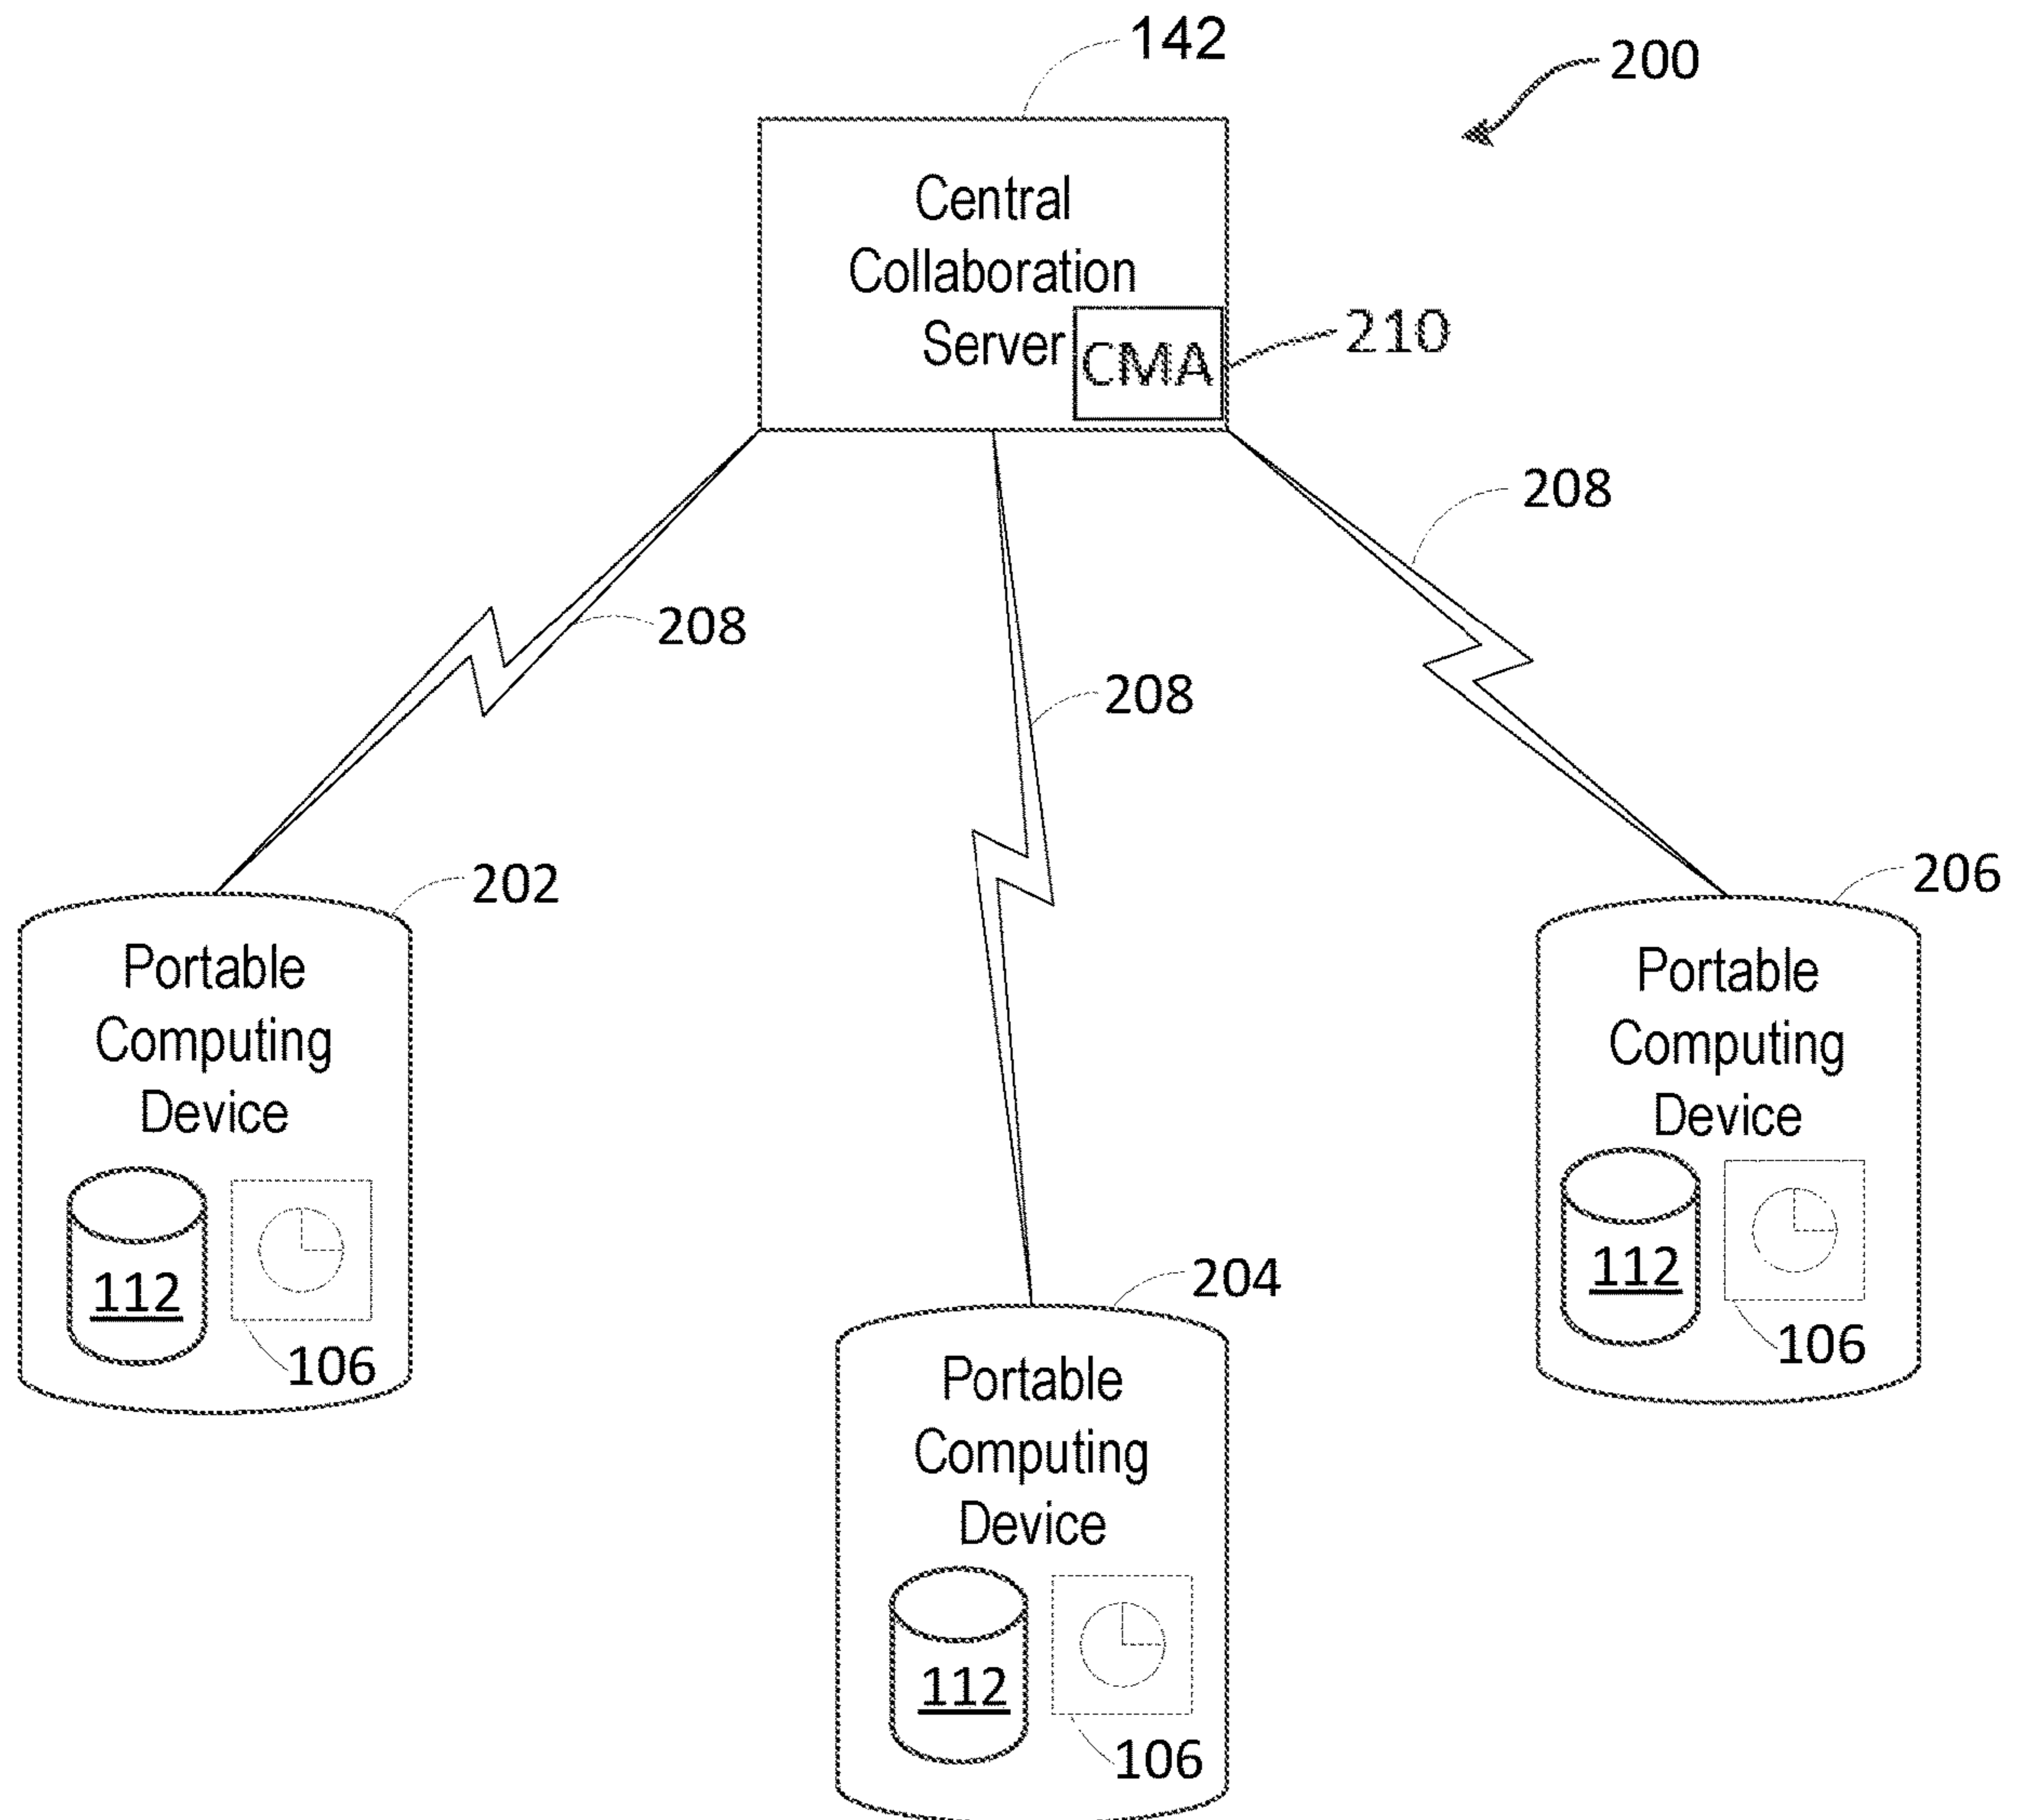 142
200
Central
Collaboration
Server
CMA
210
208
208
208
202
Portable
Computing
Device
112
106
206
Portable
Computing
Device
112
106
204
Portable
Computing
Device
112
106